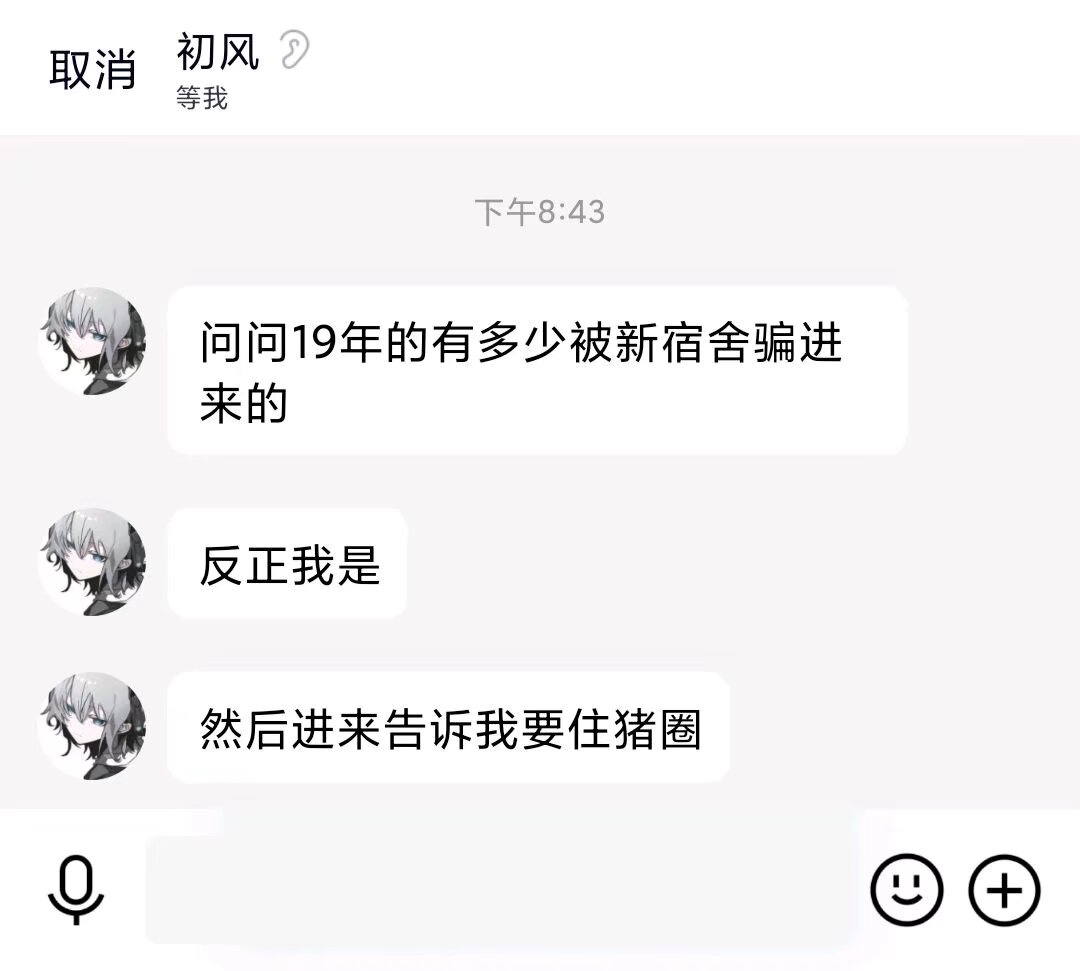 取消
初风
等我
下午8:43
问问19年的有多少被新宿舍骗进
来的
反正我是
然后进来告诉我要住猪圈